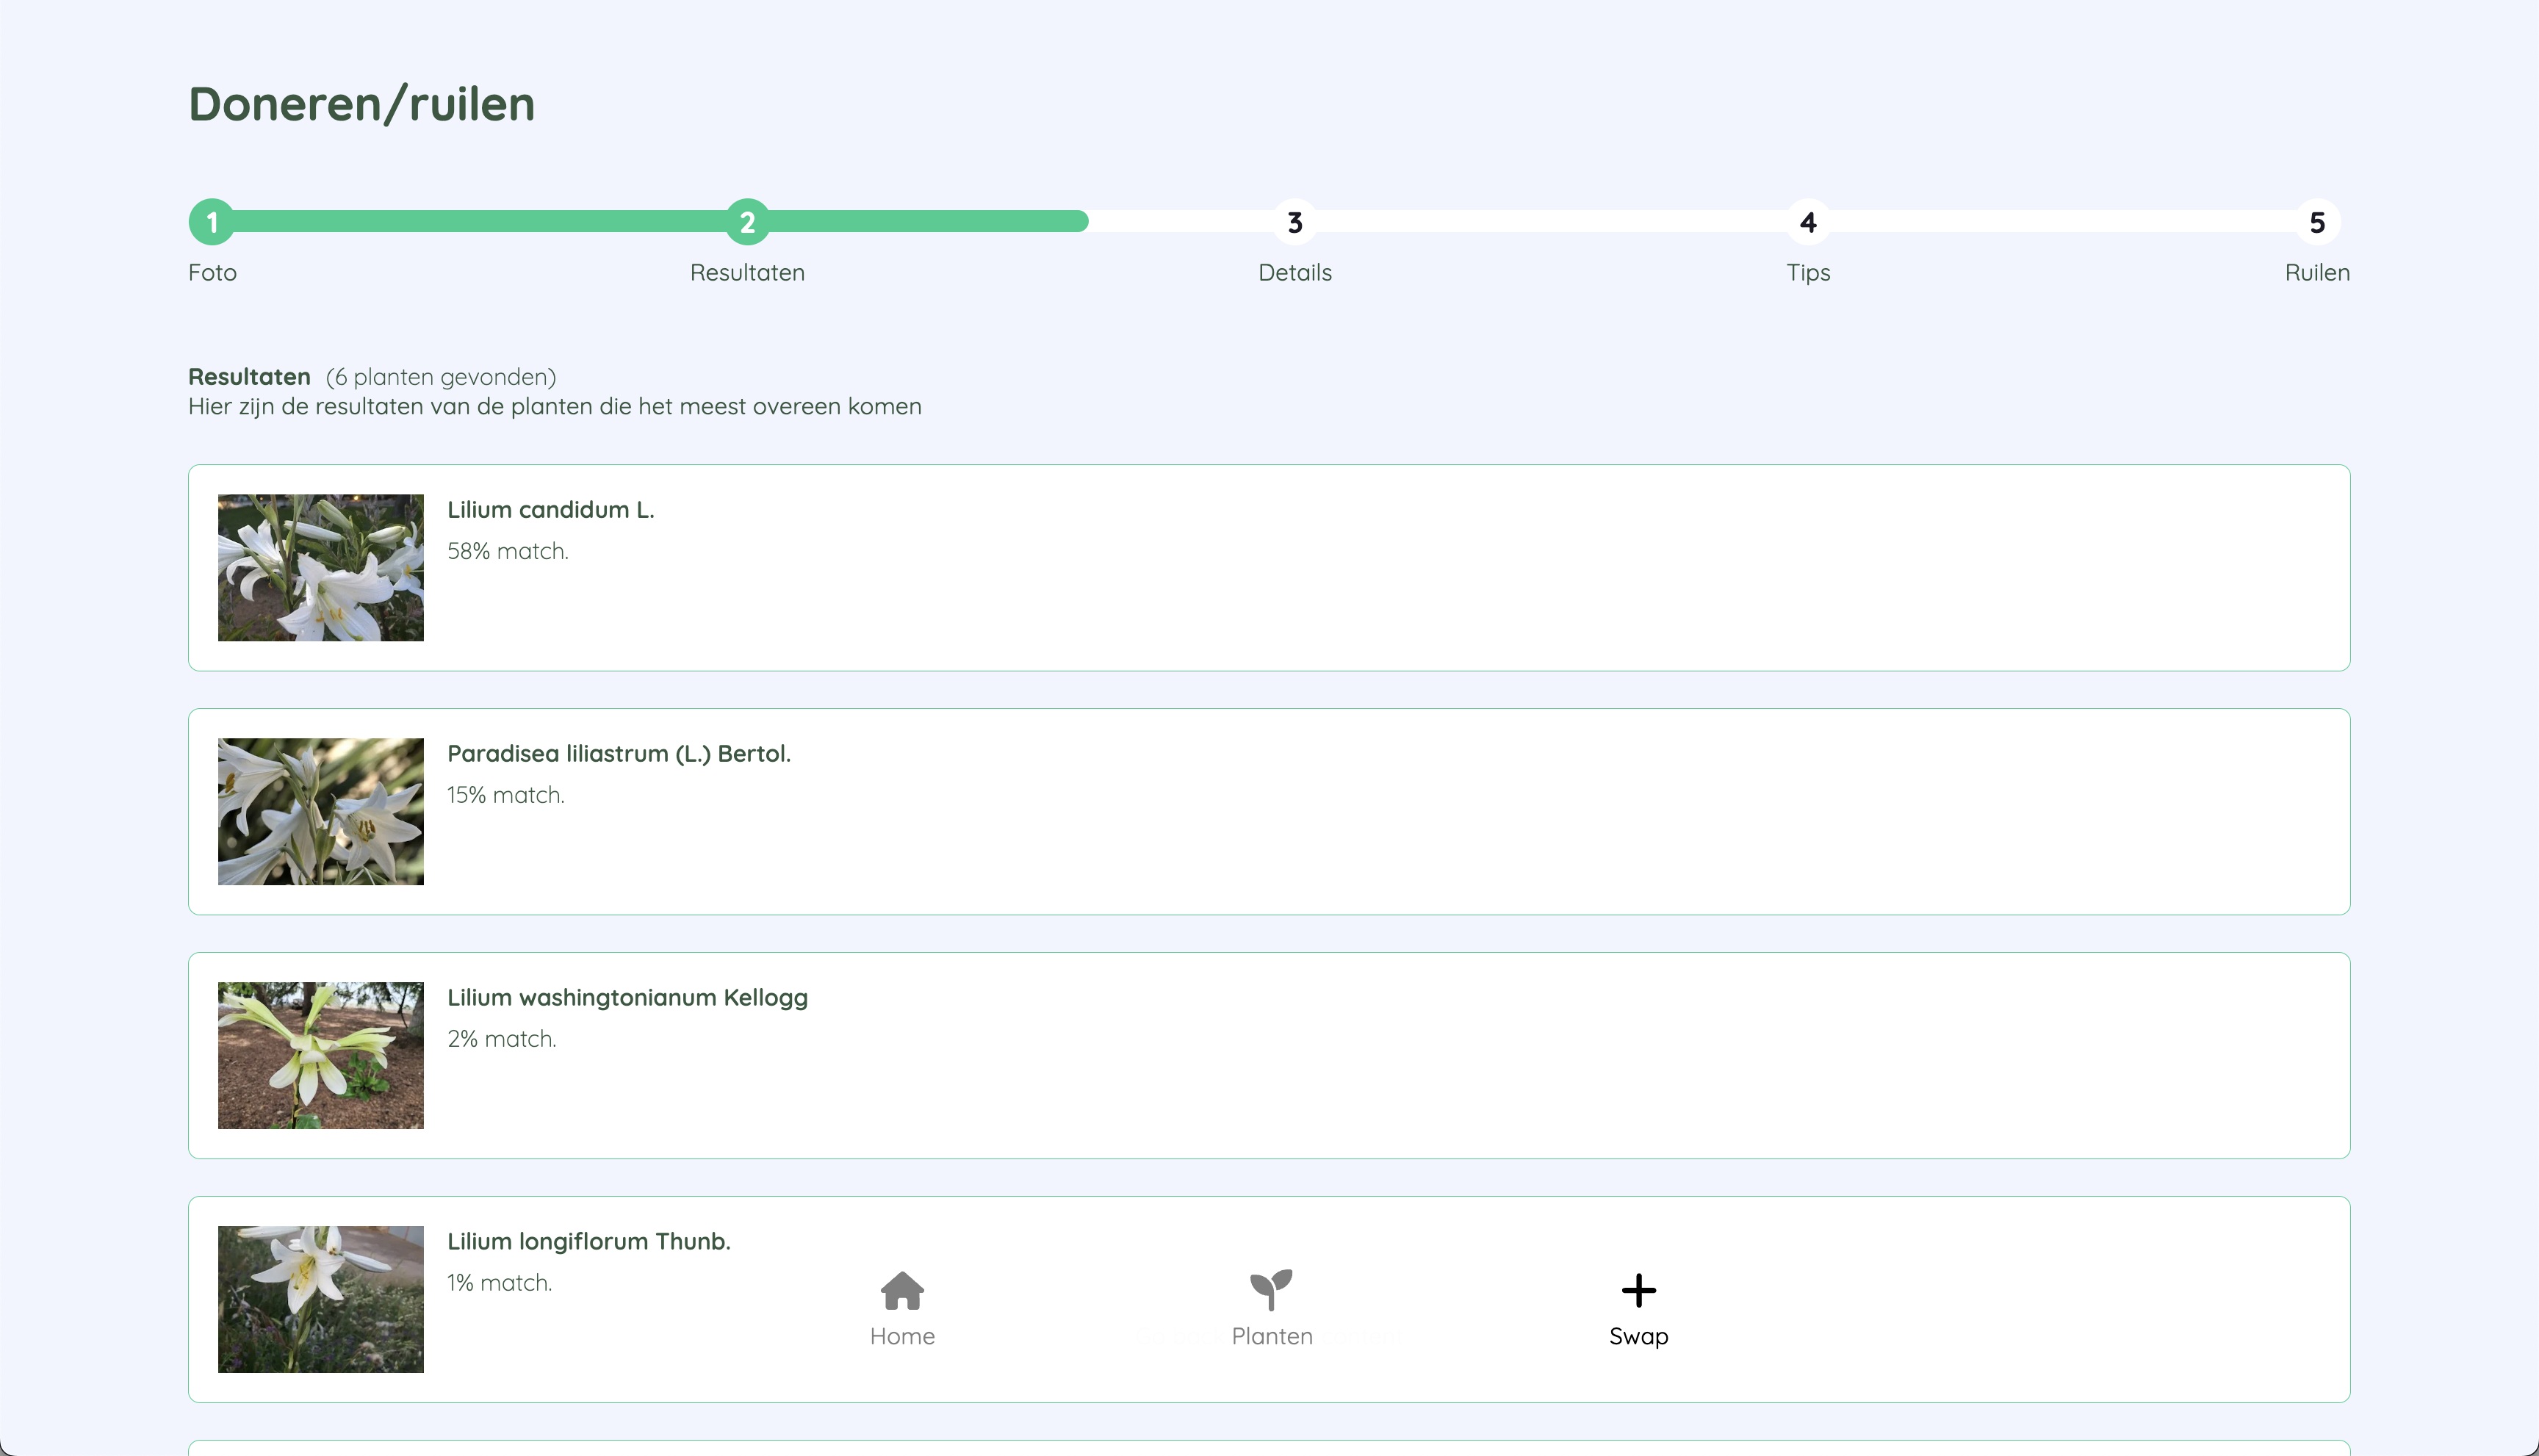 Doneren/ruilen
1 2 3 4 5
Foto Resultaten Details Tips Ruilen
Resultaten (6 planten gevonden)
Hier zijn de resultaten van de planten die het meest overeen komen
Lilium candidum L.
58% match.
Paradisea liliastrum (L.) Bertol.
15% match.
Lilium washingtonianum Kellogg
2% match.
Lilium longiflorum Thunb.
1% match.
Home Planten Swap